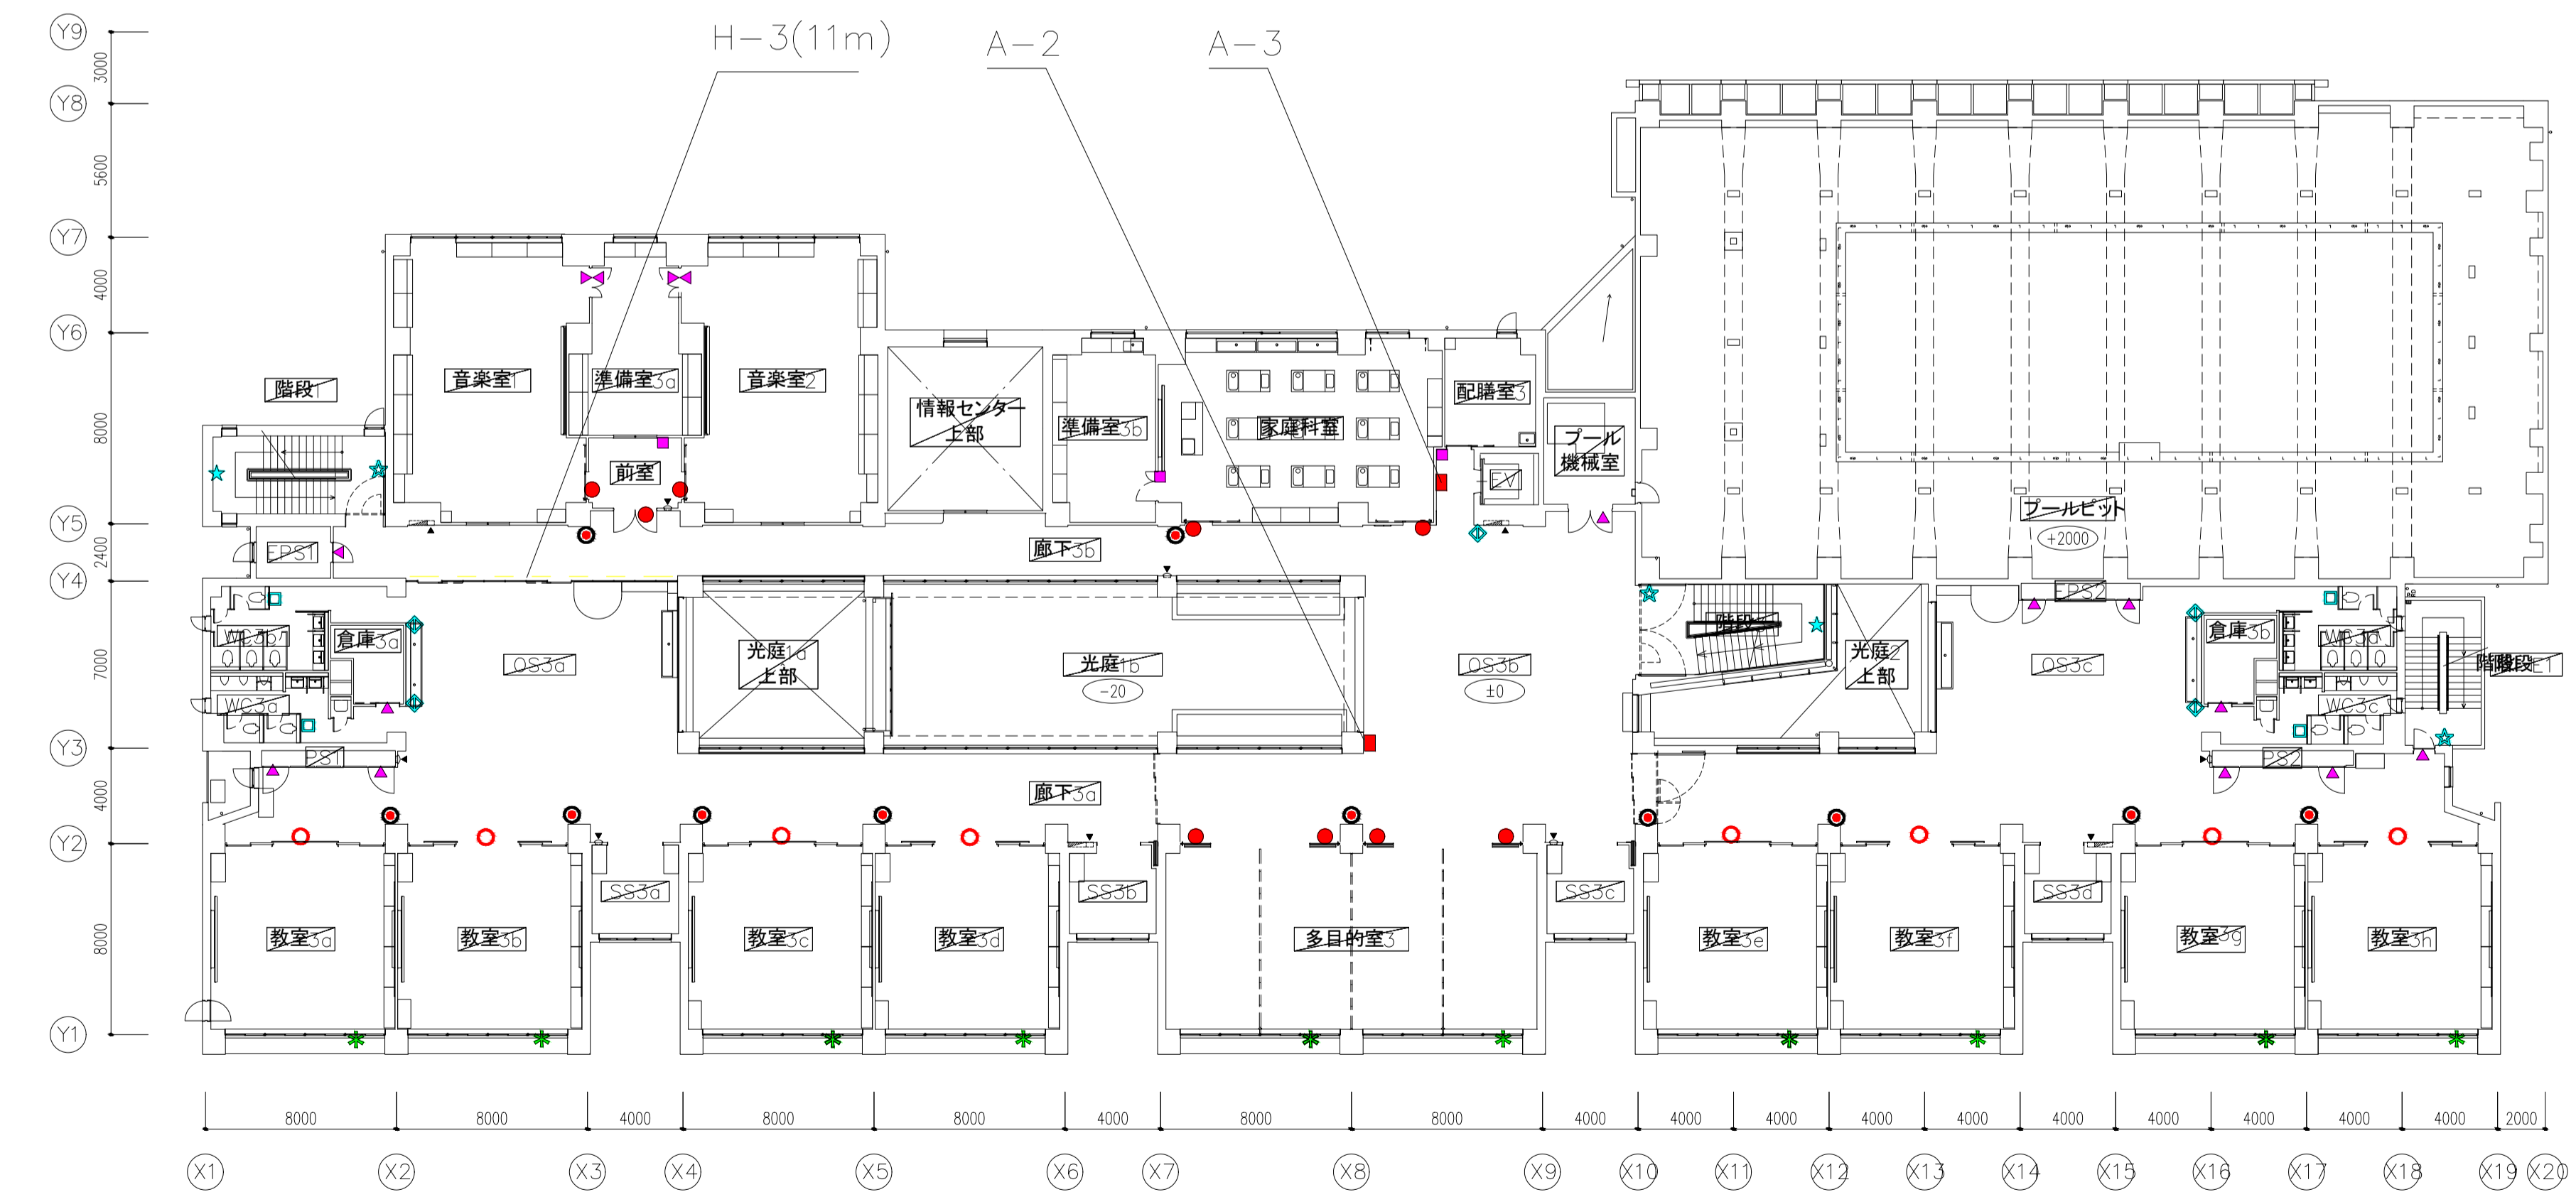 H-3(11m)
A-2
A-3
Y9
3000
Y8
5600
Y7
4000
Y6
8000
Y5
2400
Y4
7000
Y3
4000
Y2
8000
Y1
階段1
音楽室1
準備室3a
音楽室2
情報センター
上部
準備室3b
家庭科室
配膳室3
プール
機械室
前室
EV
プールピット
+2000
EPS1
廊下3b
EPS2
WC3b
倉庫3a
OS3a
光庭1a
上部
光庭1b
-20
OS3b
±0
階段
光庭2
上部
OS3c
倉庫3b
WC3d
WC3a
WC3c
PS1
廊下3a
PS2
SS3a
SS3b
SS3c
SS3d
教室3a
教室3b
教室3c
教室3d
多目的室3
教室3e
教室3f
教室3g
教室3h
8000
8000
4000
8000
8000
4000
8000
8000
4000
4000
4000
4000
4000
4000
4000
4000
4000
4000
2000
X1
X2
X3
X4
X5
X6
X7
X8
X9
X10
X11
X12
X13
X14
X15
X16
X17
X18
X19
X20